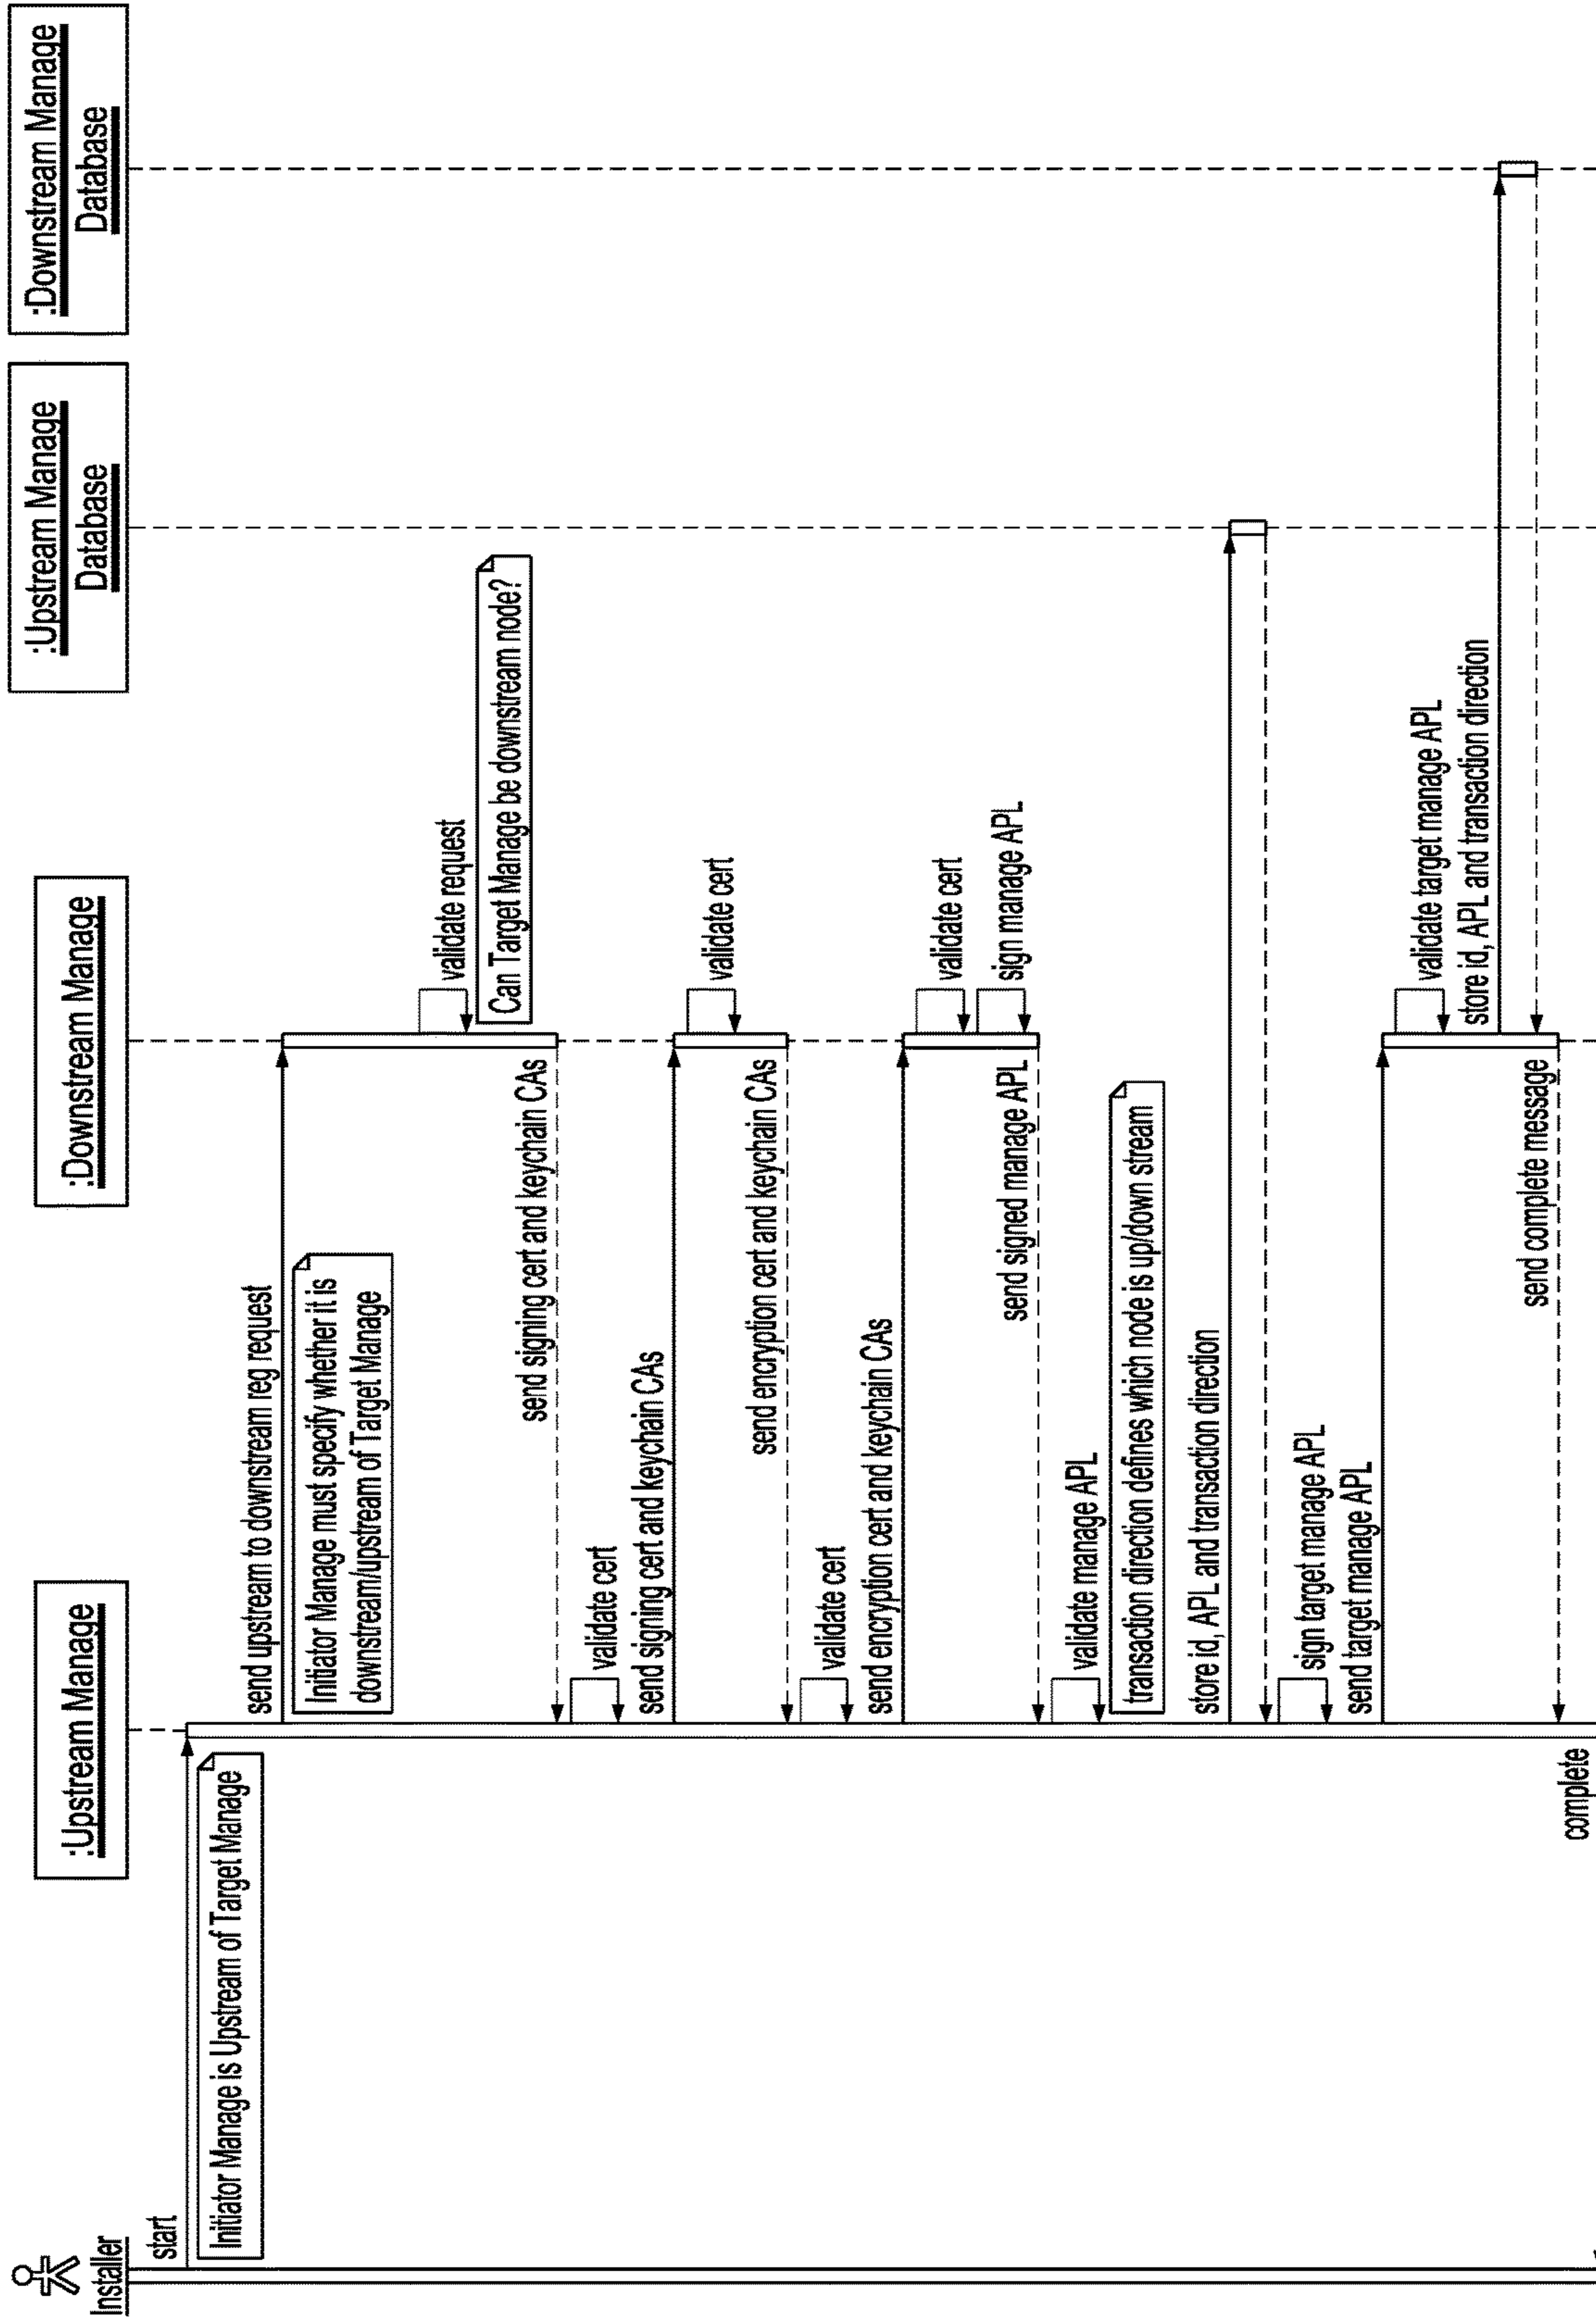 Installer
:Upstream Manage
:Downstream Manage
:Upstream Manage
Database
:Downstream Manage
Database
start
Initiator Manage is Upstream of Target Manage
send upstream to downstream reg request
Initiator Manage must specify whether it is
downstream/upstream of Target Manage
validate request
Can Target Manage be downstream node?
send signing cert and keychain CAs
validate cert
send signing cert and keychain CAs
validate cert
send encryption cert and keychain CAs
validate cert
send encryption cert and keychain CAs
validate cert
sign manage APL
send signed manage APL
validate manage APL
transaction direction defines which node is up/down stream
store id, APL and transaction direction
sign target manage APL
send target manage APL
validate target manage APL
store id, APL and transaction direction
send complete message
complete